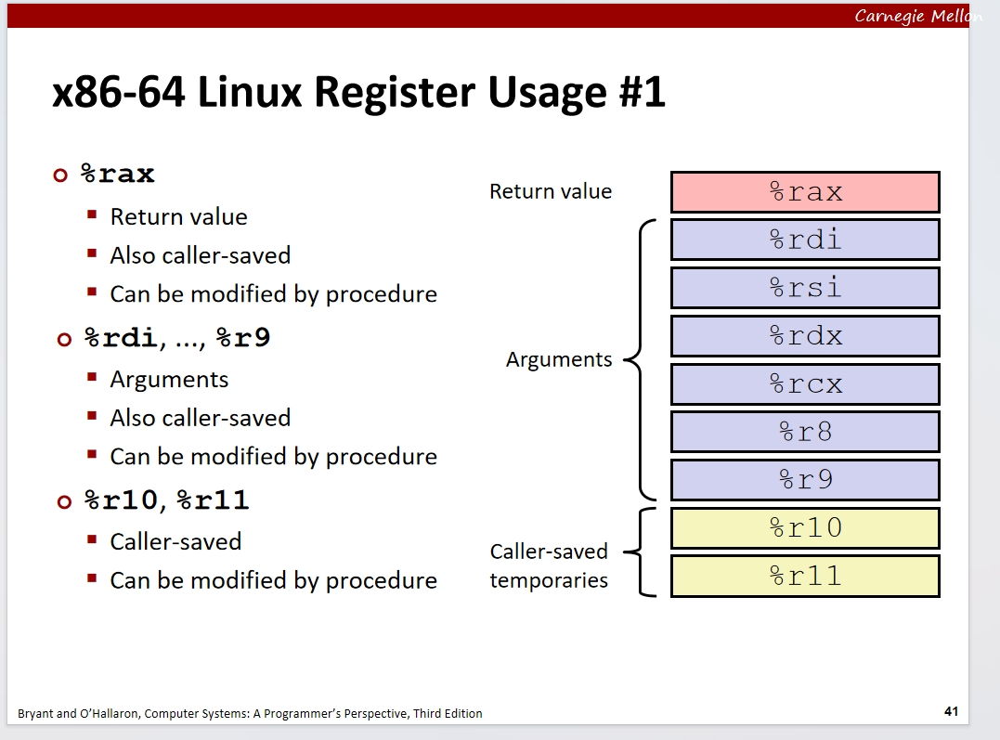 Carnegie Mellon
x86-64 Linux Register Usage #1
%rax
Return value
Also caller-saved
Can be modified by procedure
%rdi, ..., %r9
Arguments
Also caller-saved
Can be modified by procedure
%r10, %r11
Caller-saved
Can be modified by procedure
Return value
Arguments
Caller-saved
temporaries
%rax
%rdi
%rsi
%rdx
%rcx
%r8
%r9
%r10
%r11
Bryant and O’Hallaron, Computer Systems: A Programmer’s Perspective, Third Edition
41